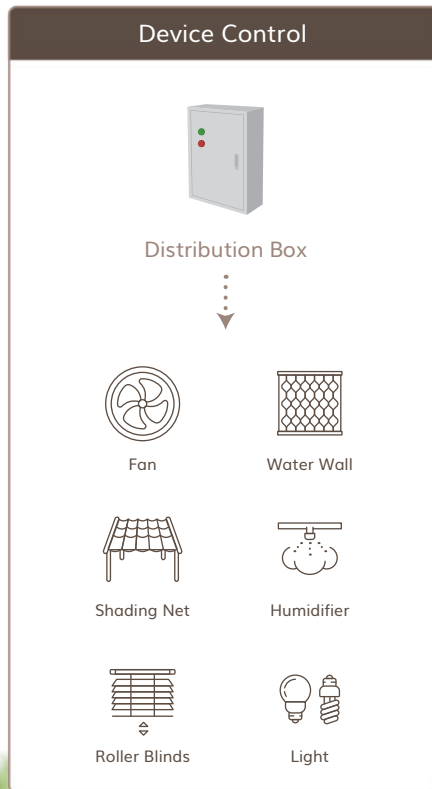 Device Control
Distribution Box
Fan
Water Wall
Shading Net
Humidifier
Roller Blinds
Light